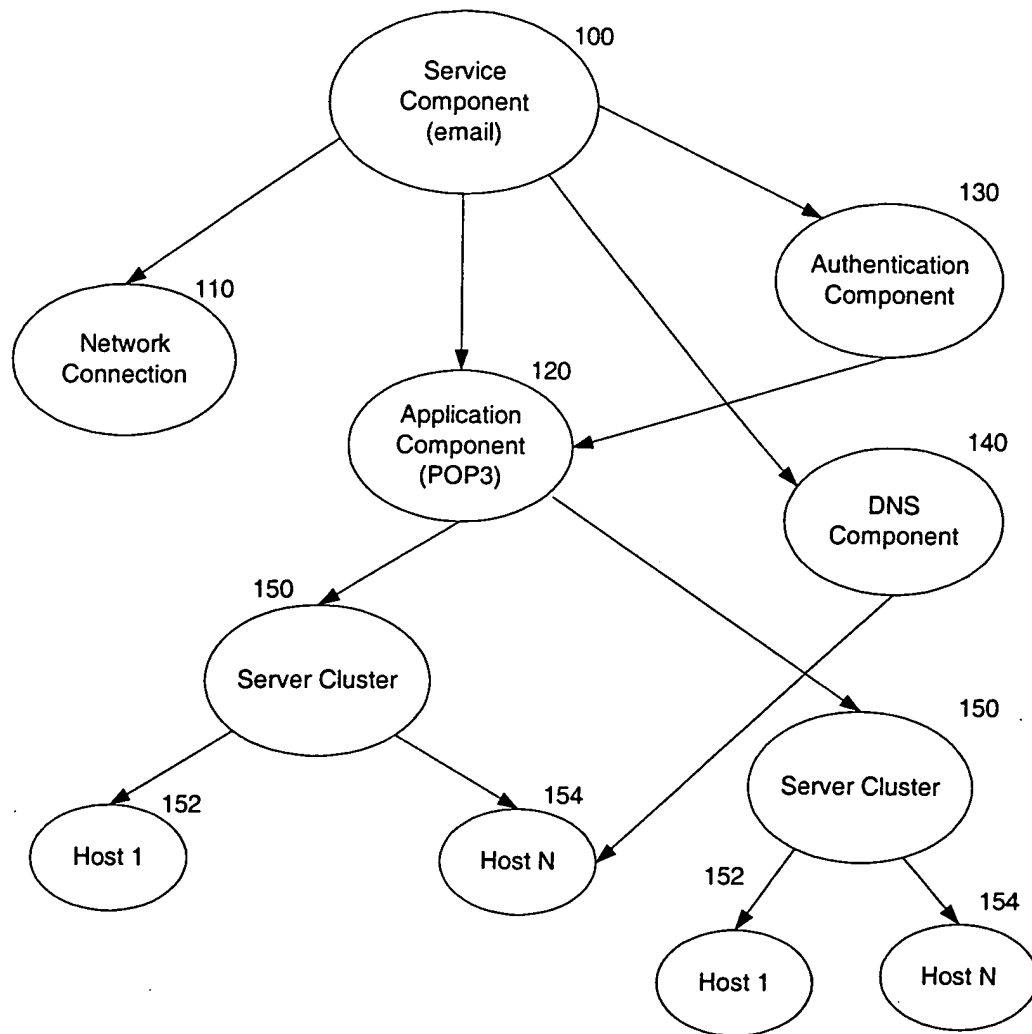 100
Service
Component
(email)
130
Authentication
Component
110
Network
Connection
120
Application
Component
(POP3)
140
DNS
Component
150
Server Cluster
150
Server Cluster
152
Host 1
154
Host N
152
Host 1
154
Host N